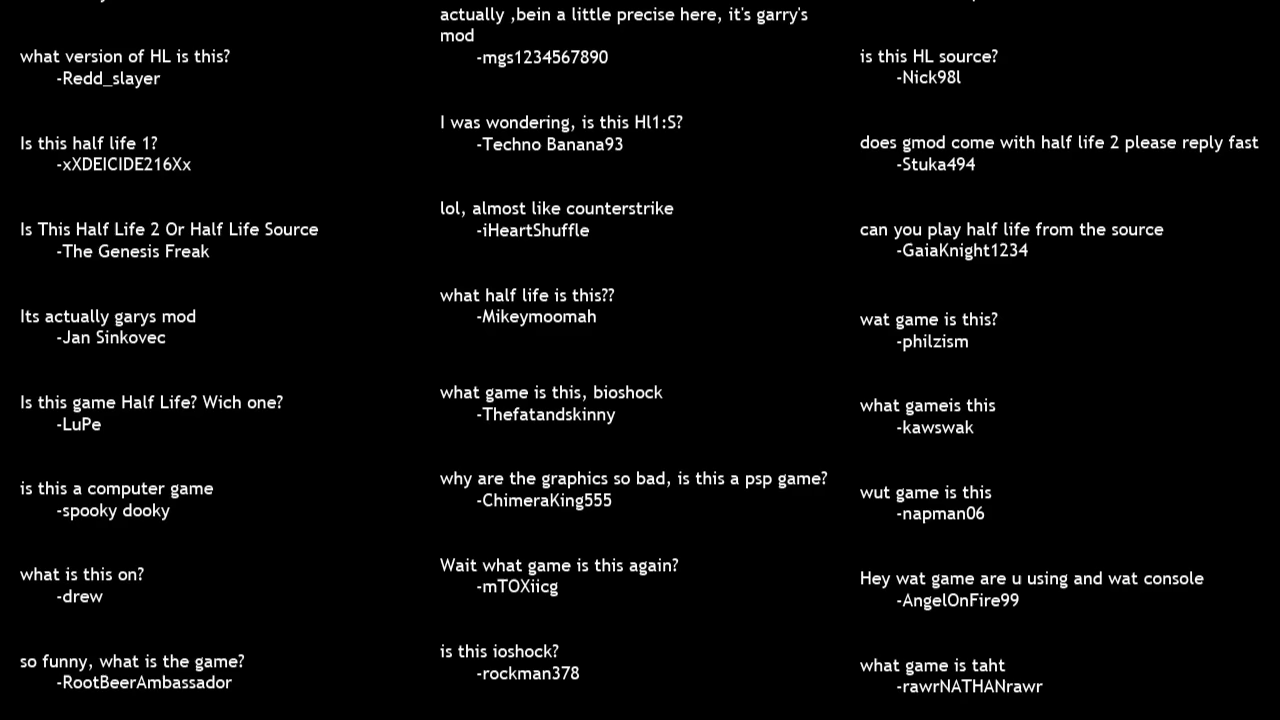 what version of HL is this?
-Redd_slayer
Is this half life 1?
-xXDEICIDE216Xx
Is This Half Life 2 Or Half Life Source
-The Genesis Freak
Its actually garys mod
-Jan Sinkovec
Is this game Half Life? Wich one?
-LuPe
is this a computer game
-spooky dooky
what is this on?
-drew
so funny, what is the game?
-RootBeerAmbassador
actually ,bein a little precise here, it's garry's
mod
-mgs1234567890
I was wondering, is this Hl1:S?
-Techno Banana93
lol, almost like counterstrike
-iHeartShuffle
what half life is this??
-Mikeymoomah
what game is this, bioshock
-Thefatandskinny
why are the graphics so bad, is this a psp game?
-ChimeraKing555
Wait what game is this again?
-mTOXiicg
is this ioshock?
-rockman378
is this HL source?
-Nick98l
does gmod come with half life 2 please reply fast
-Stuka494
can you play half life from the source
-GaiaKnight1234
wat game is this?
-philzism
what gameis this
-kawswak
wut game is this
-napman06
Hey wat game are u using and wat console
-AngelOnFire99
what game is taht
-rawrNATHANrawr